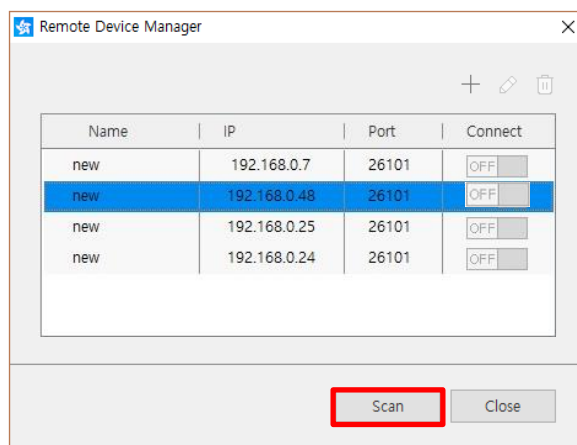 Remote Device Manager
Name IP Port Connect
new 192.168.0.7 26101 OFF
new 192.168.0.48 26101 OFF
new 192.168.0.25 26101 OFF
new 192.168.0.24 26101 OFF
Scan Close